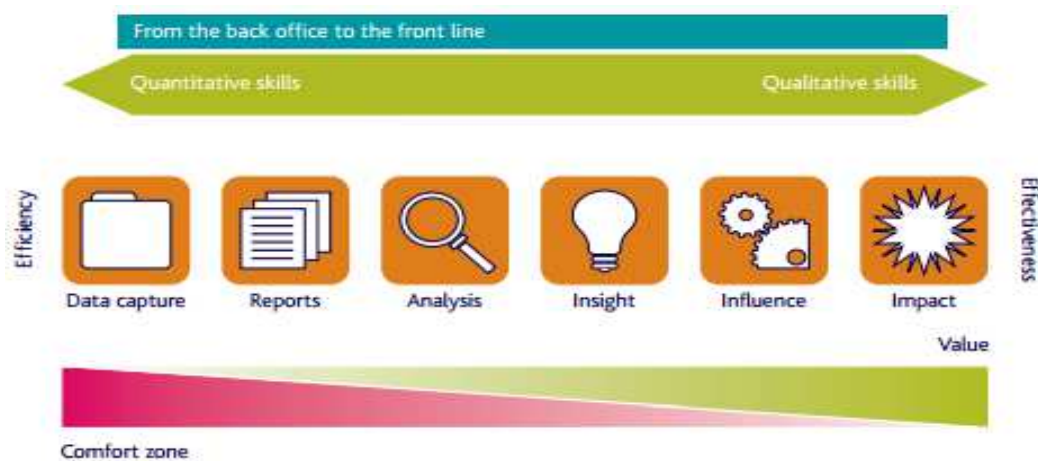 From the back office to the front line
Quantitative skills
Qualitative skills
Efficiency
Effectiveness
Data capture
Reports
Analysis
Insight
Influence
Impact
Value
Comfort zone